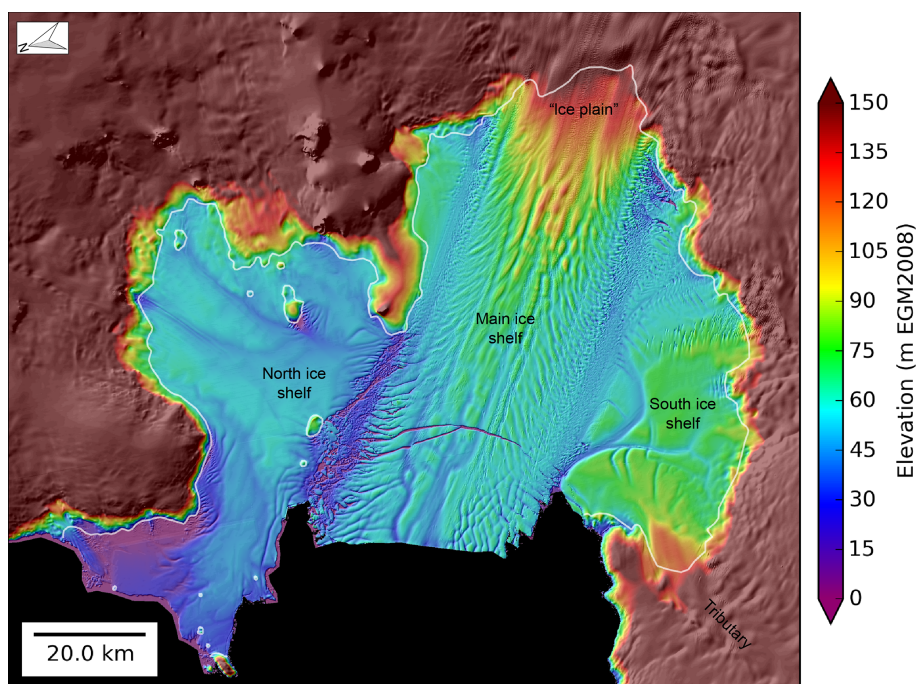 N
"Ice plain"
Main ice
shelf
North ice
shelf
South ice
shelf
Tributary
20.0 km
150
135
120
105
90
75
60
45
30
15
0
Elevation (m EGM2008)